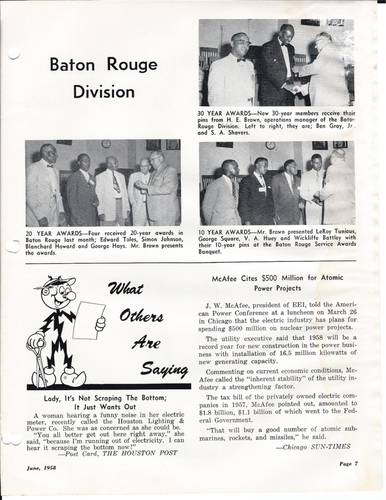 Baton Rouge
Division
30 YEAR AWARDS—New 30-year members receive their
pins from H. E. Brown, operations manager of the Baton
Rouge Division. Left to right, they are; Ben Gray, Jr.
and S. A. Shavers.
20 YEAR AWARDS—Four received 20-year awards in
Baton Rouge last month; Edward Toles, Simon Johnson,
Blanchard Howard and George Hays. Mr. Brown presents
the awards.
10 YEAR AWARDS—Mr. Brown presented LeRoy Tunious,
George Square, V. A. Huey and Wickliffe Battley with
their 10-year pins at the Baton Rouge Service Awards
Banquet.
What
Others
Are
Saying
Lady, It's Not Scraping The Bottom;
It Just Wants Out
A woman hearing a funny noise in her electric
meter, recently called the Houston Lighting &
Power Co. She was as concerned as she could be.
"You all better get out here right away," she
said, "because I'm running out of electricity. I can
hear it scraping the bottom now!"
—Post Card, THE HOUSTON POST
McAfee Cites $500 Million for Atomic
Power Projects
J. W. McAfee, president of EEI, told the Ameri-
can Power Conference at a luncheon on March 26
in Chicago that the electric industry has plans for
spending $500 million on nuclear power projects.
The utility executive said that 1958 will be a
record year for new construction in the power busi-
ness with installation of 16.5 million kilowatts of
new generating capacity.
Commenting on current economic conditions, Mc-
Afee called the "inherent stability" of the utility in-
dustry a strengthening factor.
The tax bill of the privately owned electric com-
panies in 1957, McAfee pointed out, amounted to
$1.8 billion, $1.1 billion of which went to the Fed-
eral Government.
"That will buy a good number of atomic sub-
marines, rockets, and missiles," he said.
—Chicago SUN-TIMES
June, 1958
Page 7